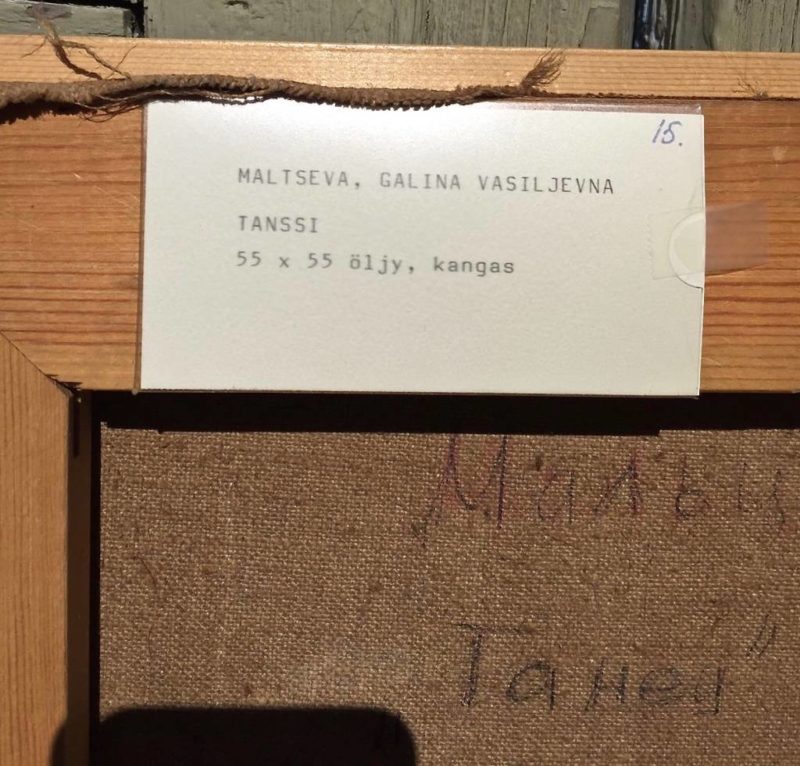 15.
MALTSEVA, GALINA VASILJEVNA
TANSSI
55 x 55 öljy, kangas
Мальц
Танец"